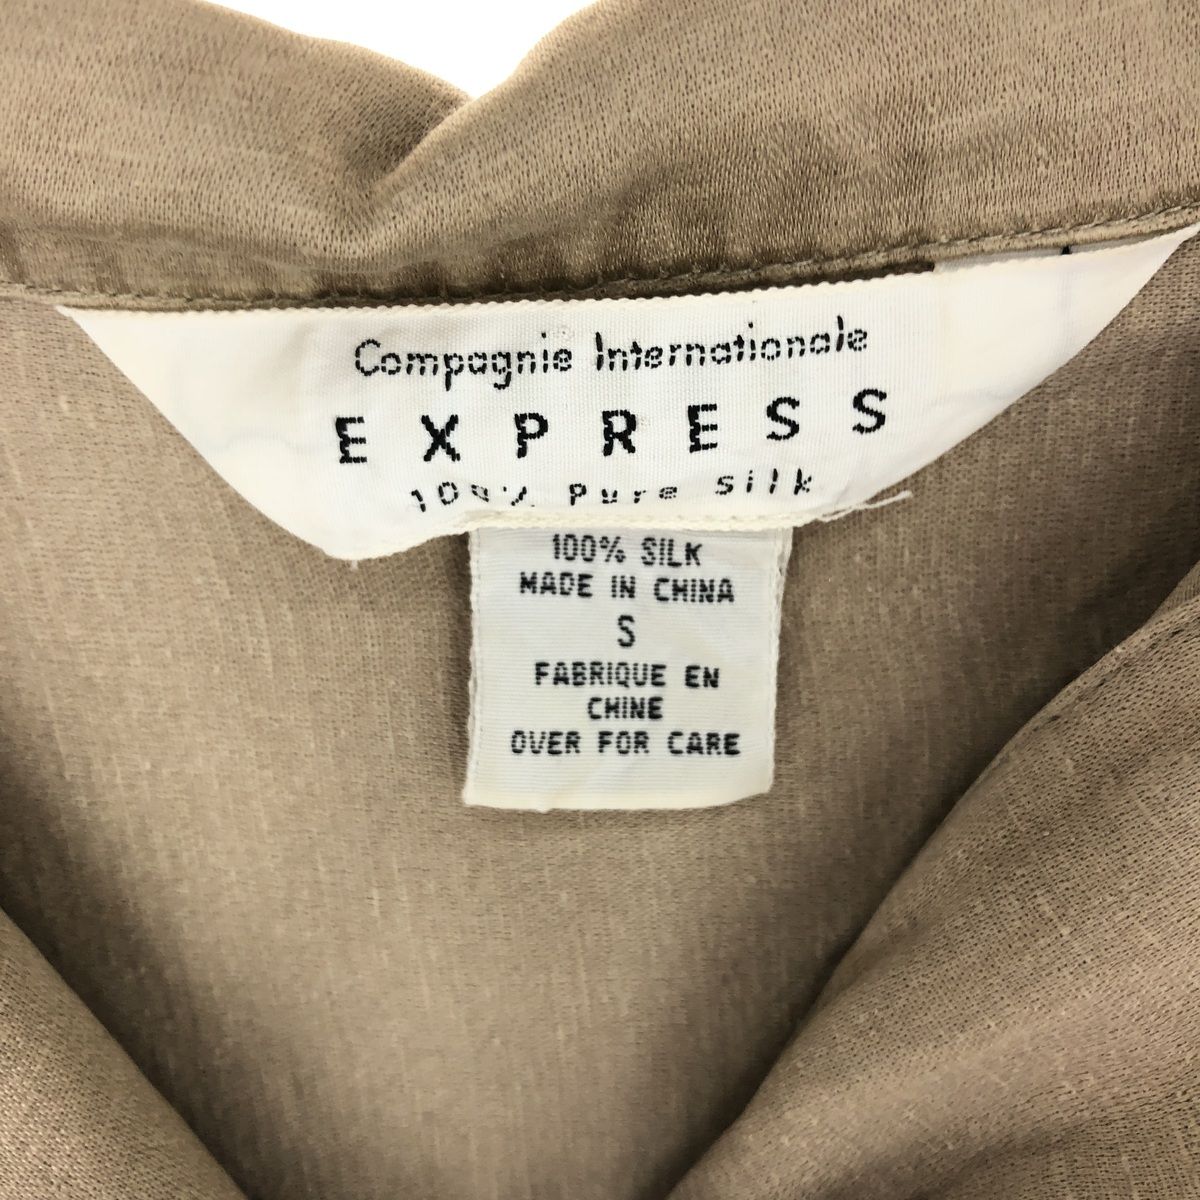 Compagnie Internationale
EXPRESS
100% Pure Silk
100% SILK
MADE IN CHINA
S
FABRIQUE EN
CHINE
OVER FOR CARE